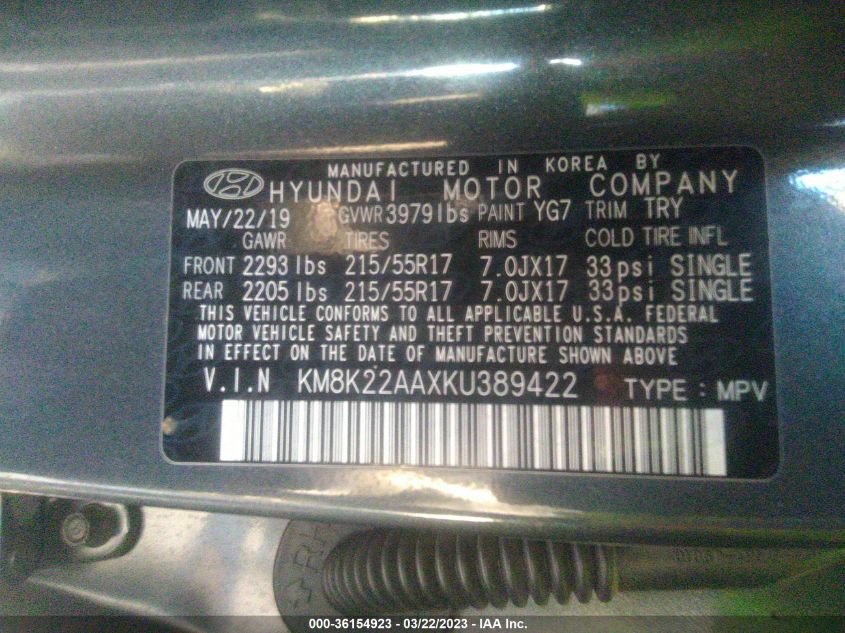 MANUFACTURED IN KOREA BY
HYUNDAI MOTOR COMPANY
MAY/22/19 GVWR 3979lbs PAINT YG7 TRIM TRY
GAWR TIRES RIMS COLD TIRE INFL
FRONT 2293 lbs 215/55R17 7.0JX17 33psi SINGLE
REAR 2205 lbs 215/55R17 7.0JX17 33psi SINGLE
THIS VEHICLE CONFORMS TO ALL APPLICABLE U.S.A. FEDERAL
MOTOR VEHICLE SAFETY AND THEFT PREVENTION STANDARDS
IN EFFECT ON THE DATE OF MANUFACTURE SHOWN ABOVE
V.I.N KM8K22AAXKU389422 TYPE : MPV
RH
000-36154923 - 03/22/2023 - IAA Inc.